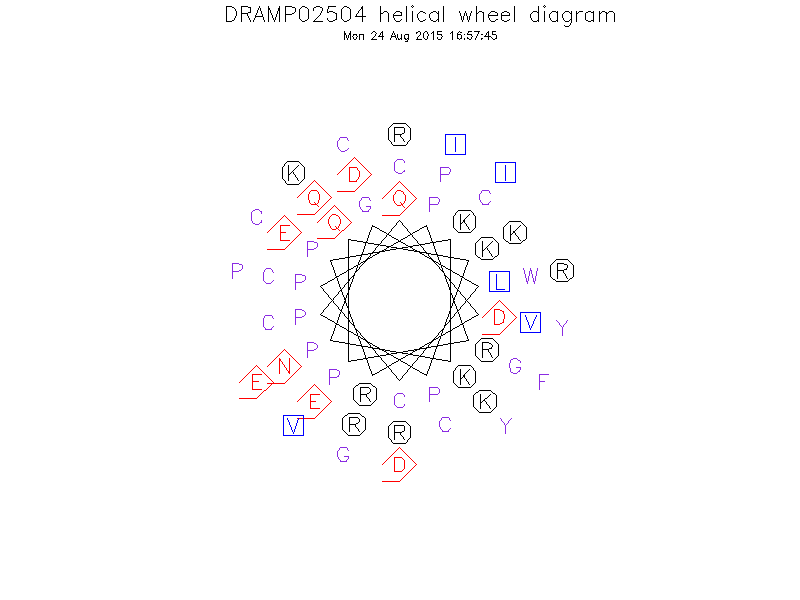 DRAMP02504 helical wheel diagram
Mon 24 Aug 2015 16:57:45
R
C I
K D C P I
Q G Q P C
C Q K
E K
P K
P C P L W R
C P D V Y
P R
N G
E P K F
E R C P K
V R R C Y
G
D